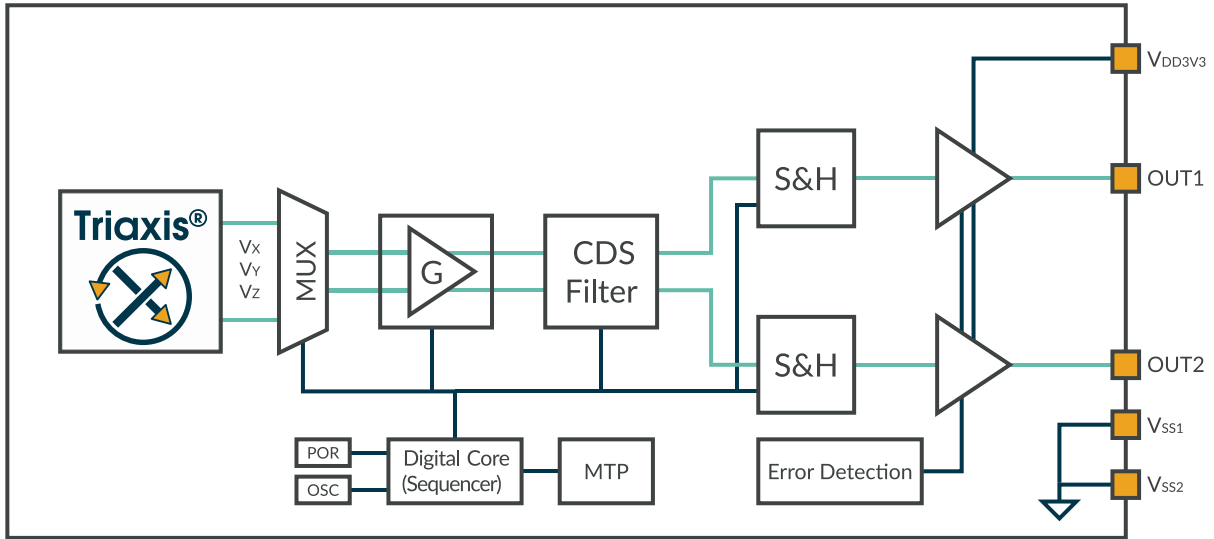 VDD3V3
S&H
OUT1
Triaxis®
VX
VY
VZ
MUX
G
CDS
Filter
S&H
OUT2
VSS1
POR
Digital Core
(Sequencer)
MTP
Error Detection
OSC
VSS2